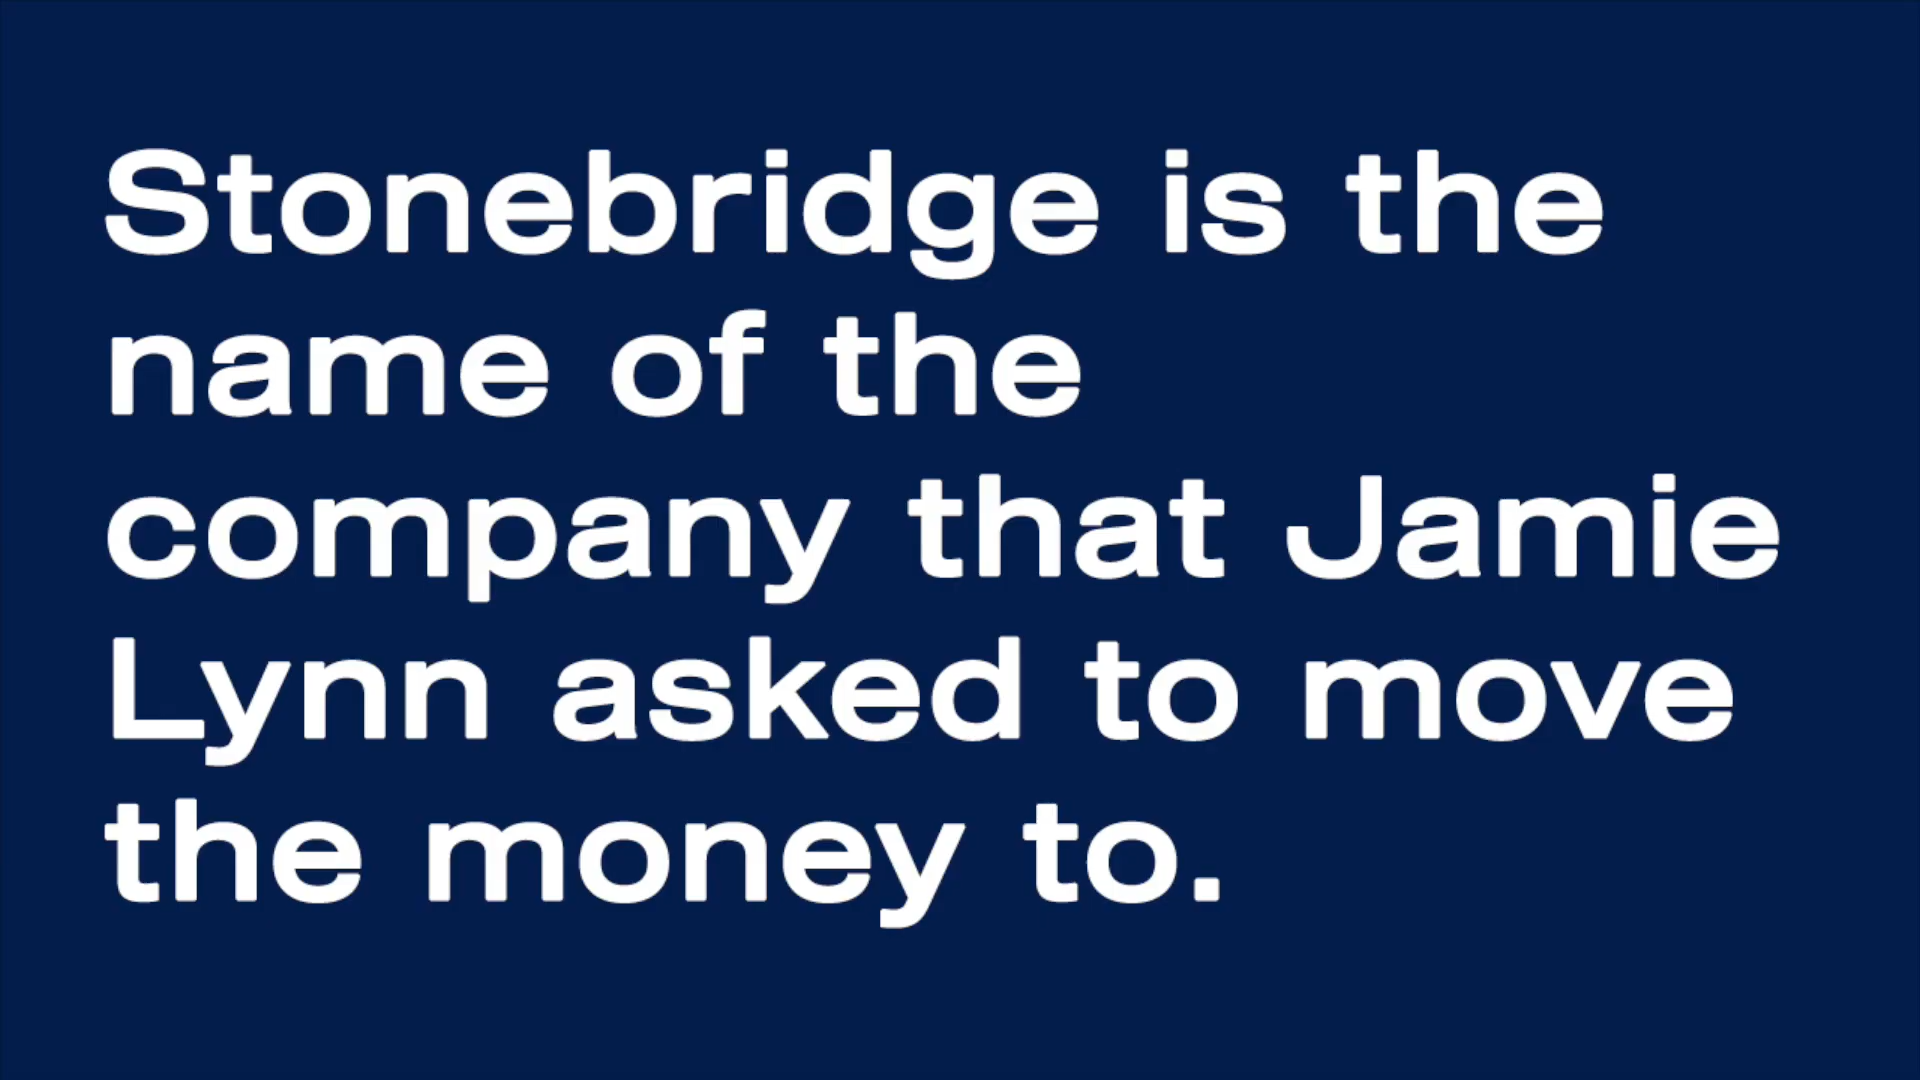 Stonebridge is the
name of the
company that Jamie
Lynn asked to move
the money to.